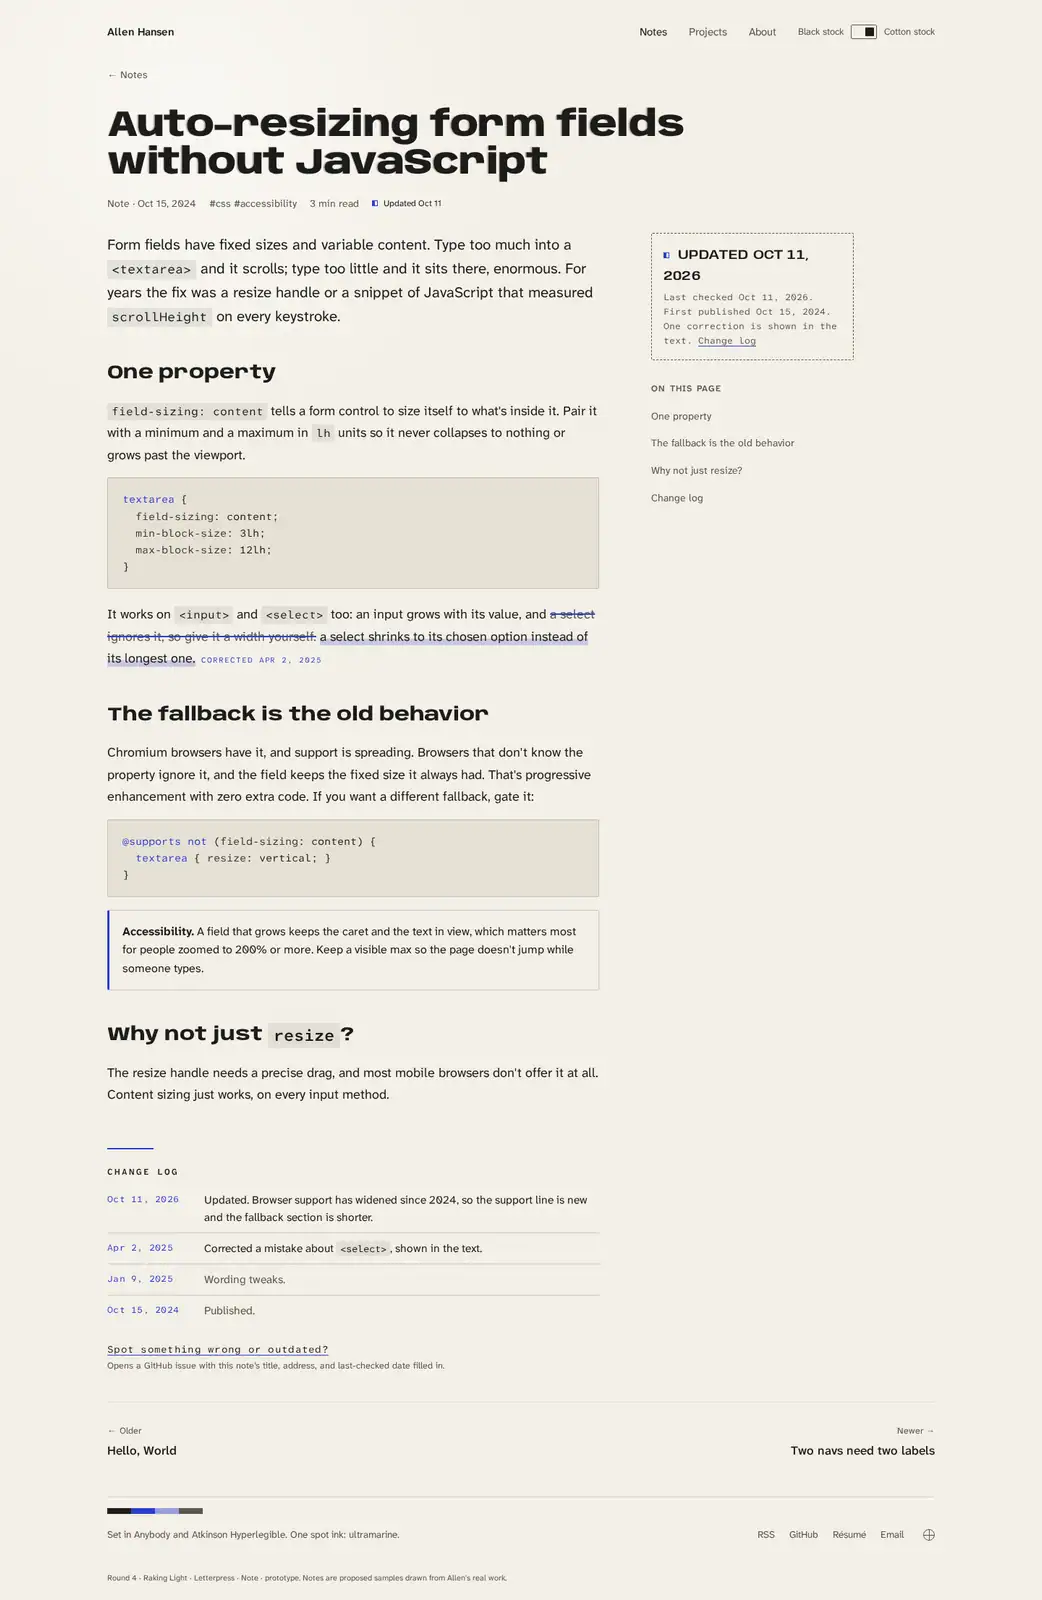 Allen Hansen
Notes Projects About Black stock Cotton stock
← Notes
Auto-resizing form fields
without JavaScript
Note · Oct 15, 2024 #css #accessibility 3 min read Updated Oct 11
Form fields have fixed sizes and variable content. Type too much into a
<textarea> and it scrolls; type too little and it sits there, enormous. For
years the fix was a resize handle or a snippet of JavaScript that measured
scrollHeight on every keystroke.
One property
field-sizing: content tells a form control to size itself to what's inside it. Pair it
with a minimum and a maximum in lh units so it never collapses to nothing or
grows past the viewport.
textarea {
  field-sizing: content;
  min-block-size: 3lh;
  max-block-size: 12lh;
}
It works on <input> and <select> too: an input grows with its value, and a select
ignores it, so give it a width yourself. a select shrinks to its chosen option instead of
its longest one. CORRECTED APR 2, 2025
The fallback is the old behavior
Chromium browsers have it, and support is spreading. Browsers that don't know the
property ignore it, and the field keeps the fixed size it always had. That's progressive
enhancement with zero extra code. If you want a different fallback, gate it:
@supports not (field-sizing: content) {
  textarea { resize: vertical; }
}
Accessibility. A field that grows keeps the caret and the text in view, which matters most
for people zoomed to 200% or more. Keep a visible max so the page doesn't jump while
someone types.
Why not just resize?
The resize handle needs a precise drag, and most mobile browsers don't offer it at all.
Content sizing just works, on every input method.
UPDATED OCT 11,
2026
Last checked Oct 11, 2026.
First published Oct 15, 2024.
One correction is shown in the
text. Change log
ON THIS PAGE
One property
The fallback is the old behavior
Why not just resize?
Change log
CHANGE LOG
Oct 11, 2026 Updated. Browser support has widened since 2024, so the support line is new
and the fallback section is shorter.
Apr 2, 2025 Corrected a mistake about <select>, shown in the text.
Jan 9, 2025 Wording tweaks.
Oct 15, 2024 Published.
Spot something wrong or outdated?
Opens a GitHub issue with this note's title, address, and last-checked date filled in.
← Older Newer →
Hello, World Two navs need two labels
Set in Anybody and Atkinson Hyperlegible. One spot ink: ultramarine.
RSS GitHub Résumé Email
Round 4 · Raking Light · Letterpress · Note · prototype. Notes are proposed samples drawn from Allen's real work.